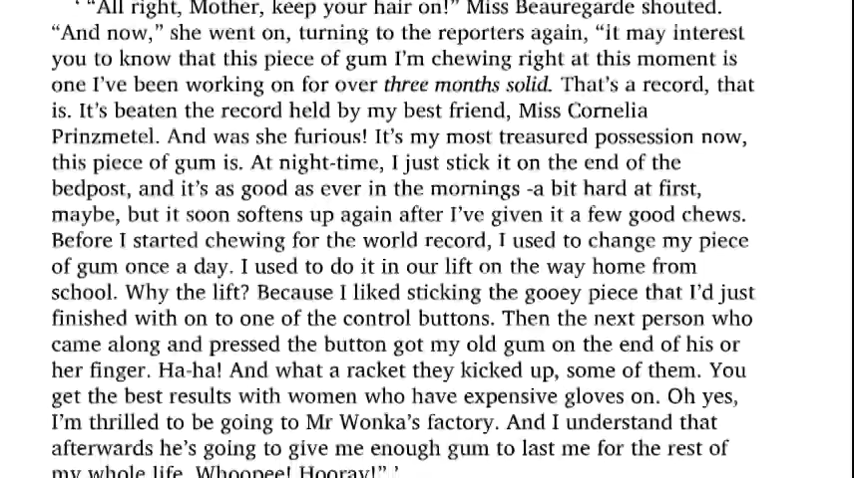 ‘ “All right, Mother, keep your hair on!” Miss Beauregarde shouted.
“And now,” she went on, turning to the reporters again, “it may interest
you to know that this piece of gum I’m chewing right at this moment is
one I’ve been working on for over three months solid. That’s a record, that
is. It’s beaten the record held by my best friend, Miss Cornelia
Prinzmetel. And was she furious! It’s my most treasured possession now,
this piece of gum is. At night-time, I just stick it on the end of the
bedpost, and it’s as good as ever in the mornings -a bit hard at first,
maybe, but it soon softens up again after I’ve given it a few good chews.
Before I started chewing for the world record, I used to change my piece
of gum once a day. I used to do it in our lift on the way home from
school. Why the lift? Because I liked sticking the gooey piece that I’d just
finished with on to one of the control buttons. Then the next person who
came along and pressed the button got my old gum on the end of his or
her finger. Ha-ha! And what a racket they kicked up, some of them. You
get the best results with women who have expensive gloves on. Oh yes,
I’m thrilled to be going to Mr Wonka’s factory. And I understand that
afterwards he’s going to give me enough gum to last me for the rest of
my whole life. Whoopee! Hooray!” ’